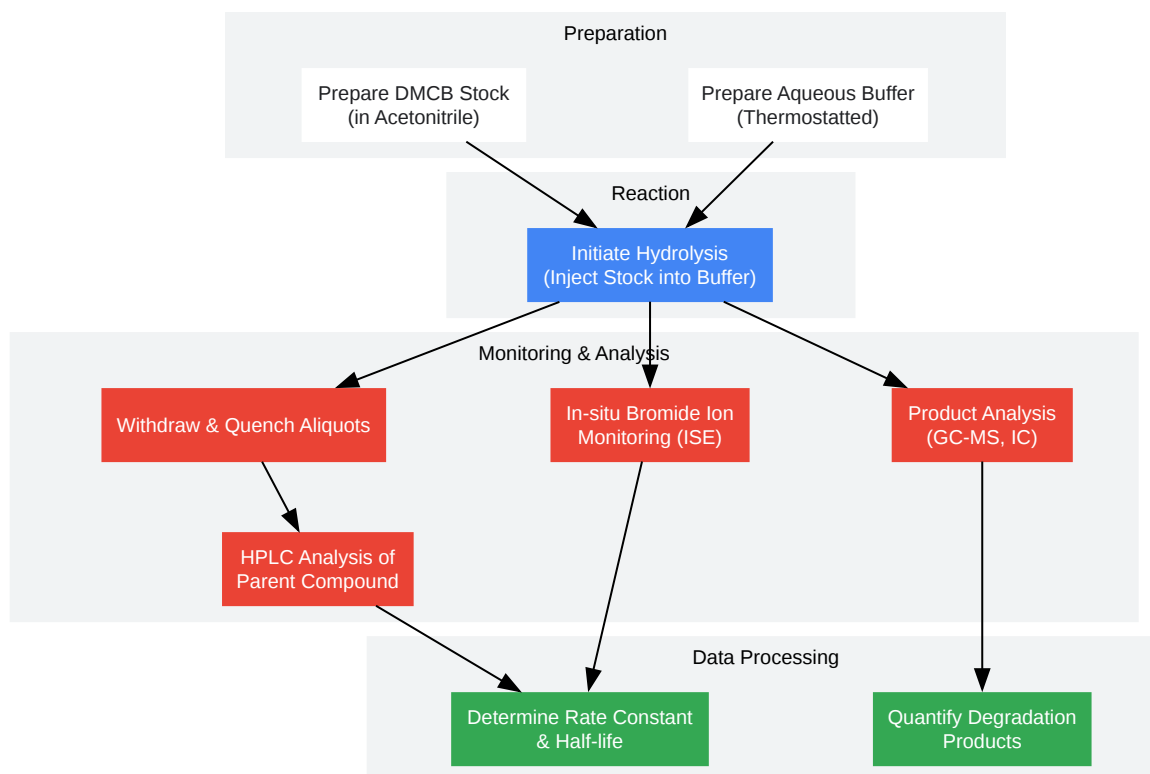 Preparation
Prepare DMCB Stock
(in Acetonitrile)
Prepare Aqueous Buffer
(Thermostatted)
Reaction
Initiate Hydrolysis
(Inject Stock into Buffer)
Monitoring & Analysis
Withdraw & Quench Aliquots
In-situ Bromide Ion
Monitoring (ISE)
Product Analysis
(GC-MS, IC)
HPLC Analysis of
Parent Compound
Data Processing
Determine Rate Constant
& Half-life
Quantify Degradation
Products